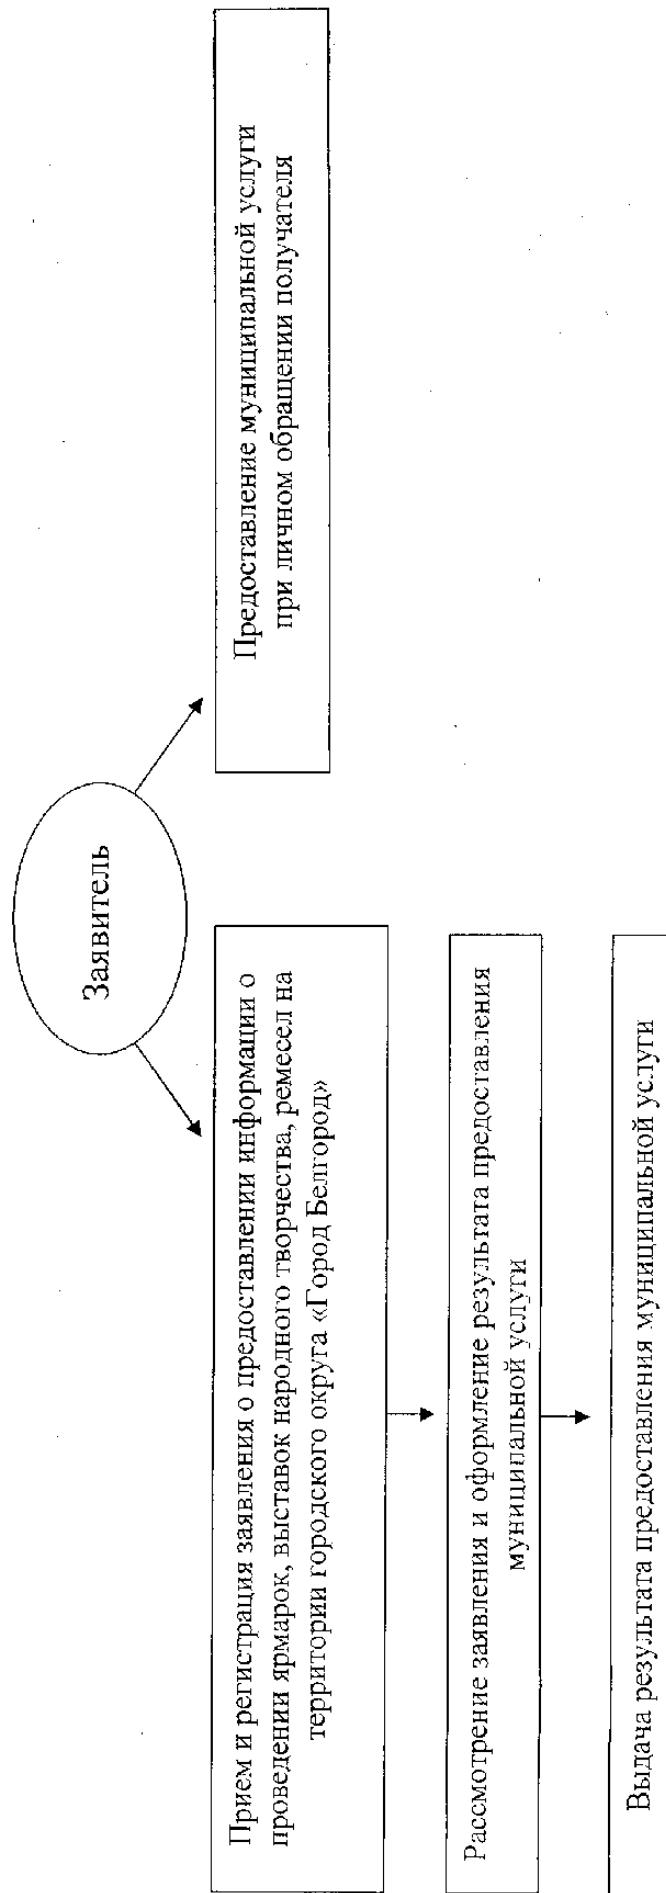 Заявитель
Прием и регистрация заявления о предоставлении информации о
проведении ярмарок, выставок народного творчества, ремесел на
территории городского округа «Город Белгород»
Рассмотрение заявления и оформление результата предоставления
муниципальной услуги
Выдача результата предоставления муниципальной услуги
Предоставление муниципальной услуги
при личном обращении получателя